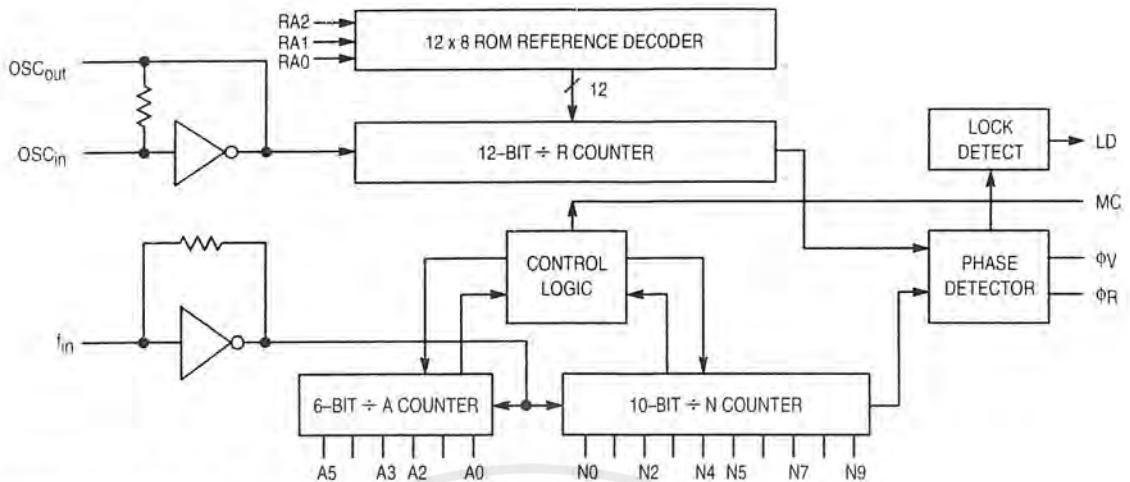 RA2
RA1
RA0
12 x 8 ROM REFERENCE DECODER
OSCout
12
OSCin
12–BIT ÷ R COUNTER
LOCK
DETECT
LD
MC
CONTROL
LOGIC
PHASE
DETECTOR
ϕV
ϕR
fin
6–BIT ÷ A COUNTER
10–BIT ÷ N COUNTER
A5 A3 A2 A0 N0 N2 N4 N5 N7 N9